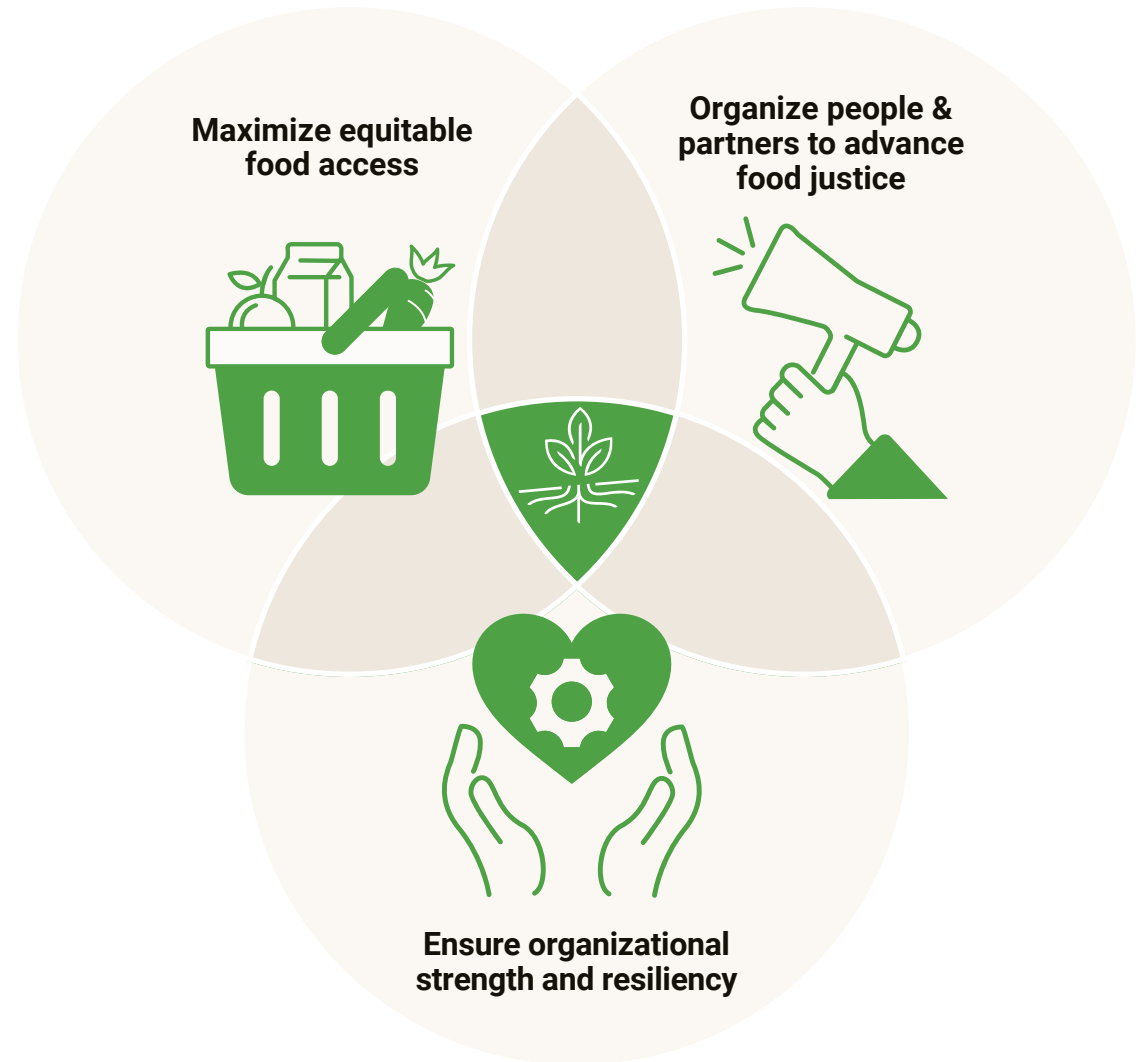 Maximize equitable
food access
Organize people &
partners to advance
food justice
Ensure organizational
strength and resiliency